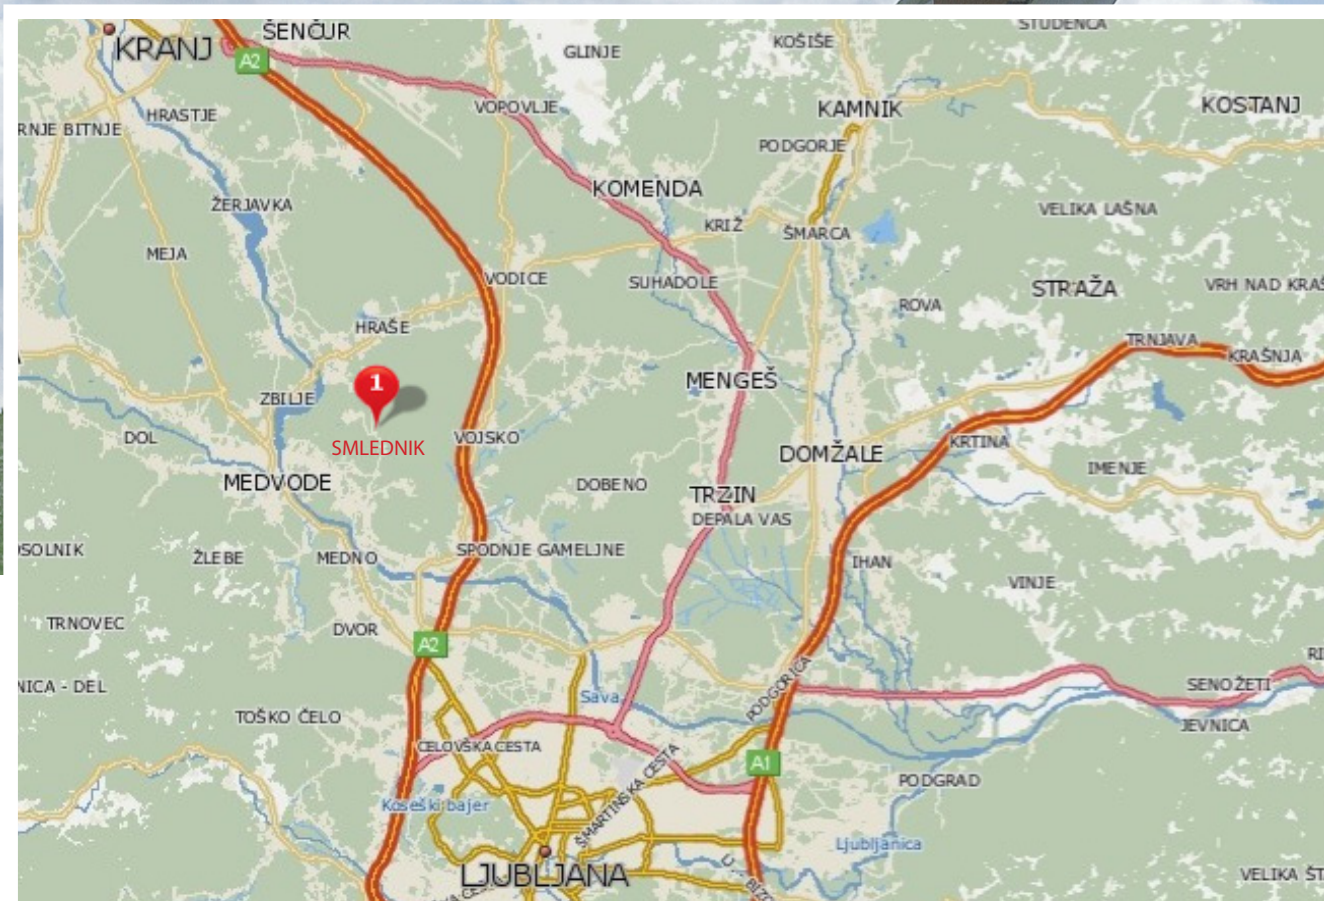 STUDENCA
ŠENČUR
KRANJ
GLINJE
KOŠIŠE
A2
HRASTJE
VOPOVLJE
KAMNIK
KOSTANJ
RNJE BITNJE
PODGORJE
KOMENDA
ŽERJAVKA
VELIKA LAŠNA
KRIŽ
ŠMARCA
MEJA
VODICE
SUHADOLE
STRAŽA
VRH NAD KRAŠ
ROVA
HRAŠE
TRNJAVA
KRAŠNJA
1
MENGEŠ
ZBILJE
DOL
SMLEDNIK
VOJSKO
DOMŽALE
KRTINA
IMENJE
MEDVODE
DOBENO
TRZIN
DEPALA VAS
OSOLNIK
ŽLEBE
MEDNO
SPODNJE GAMELJNE
IHAN
VINJE
TRNOVEC
DVOR
A2
RI
NICA - DEL
Sava
PODGORICA
SENOŽETI
TOŠKO ČELO
JEVNICA
CELOVŠKA CESTA
A1
ŠMARTINSKA CESTA
PODGRAD
Koseški bajer
Ljubljanica
LJUBLJANA
VELIKA ŠT